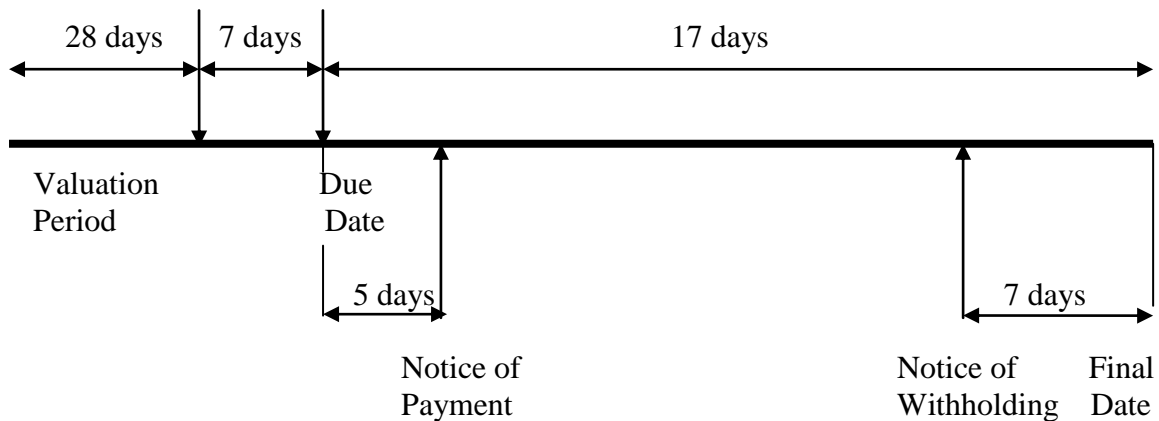 28 days 7 days 17 days
Valuation Due
Period Date
5 days 7 days
Notice of Notice of Final
Payment Withholding Date